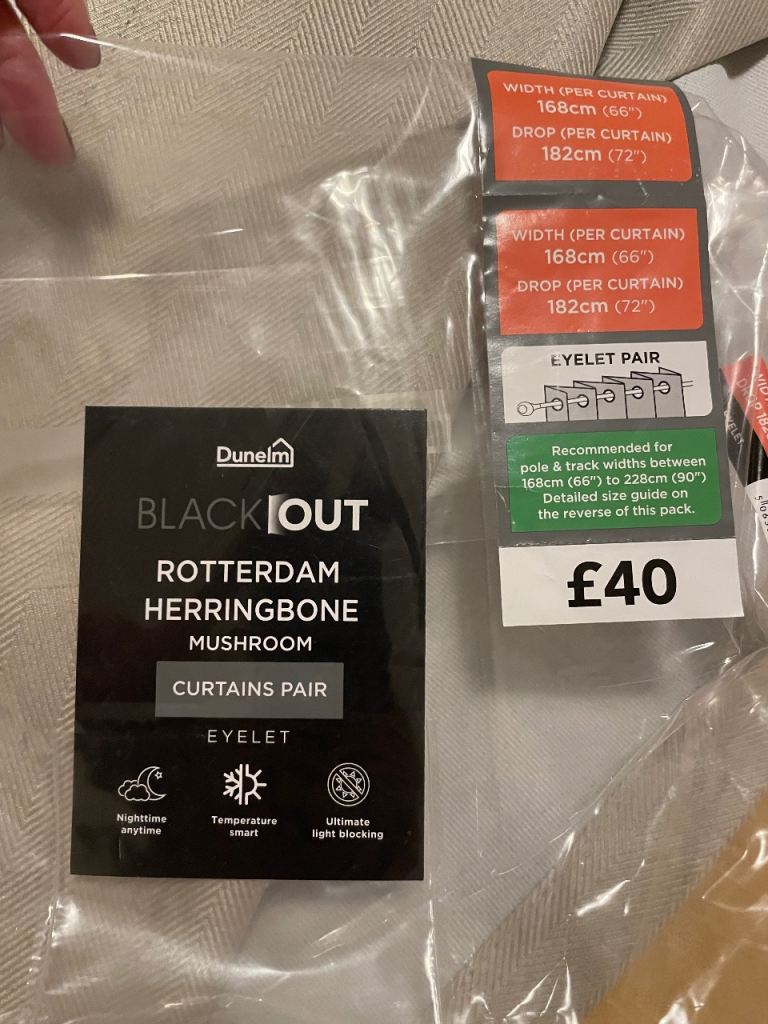 WIDTH (PER CURTAIN)
168cm (66")
DROP (PER CURTAIN)
182cm (72")
WIDTH (PER CURTAIN)
168cm (66")
DROP (PER CURTAIN)
182cm (72")
EYELET PAIR
Recommended for
pole & track widths between
168cm (66") to 228cm (90")
Detailed size guide on
the reverse of this pack.
£40
Dunelm
BLACKOUT
ROTTERDAM
HERRINGBONE
MUSHROOM
CURTAINS PAIR
EYELET
Nighttime
anytime
Temperature
smart
Ultimate
light blocking
DROP 182
EYELET